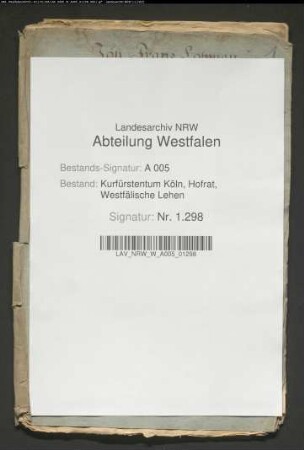 Landesarchiv NRW
Abteilung Westfalen
Bestands-Signatur: A 005
Bestand: Kurfürstentum Köln, Hofrat,
Westfälische Lehen
Signatur: Nr. 1.298
LAV_NRW_W_A005_01298